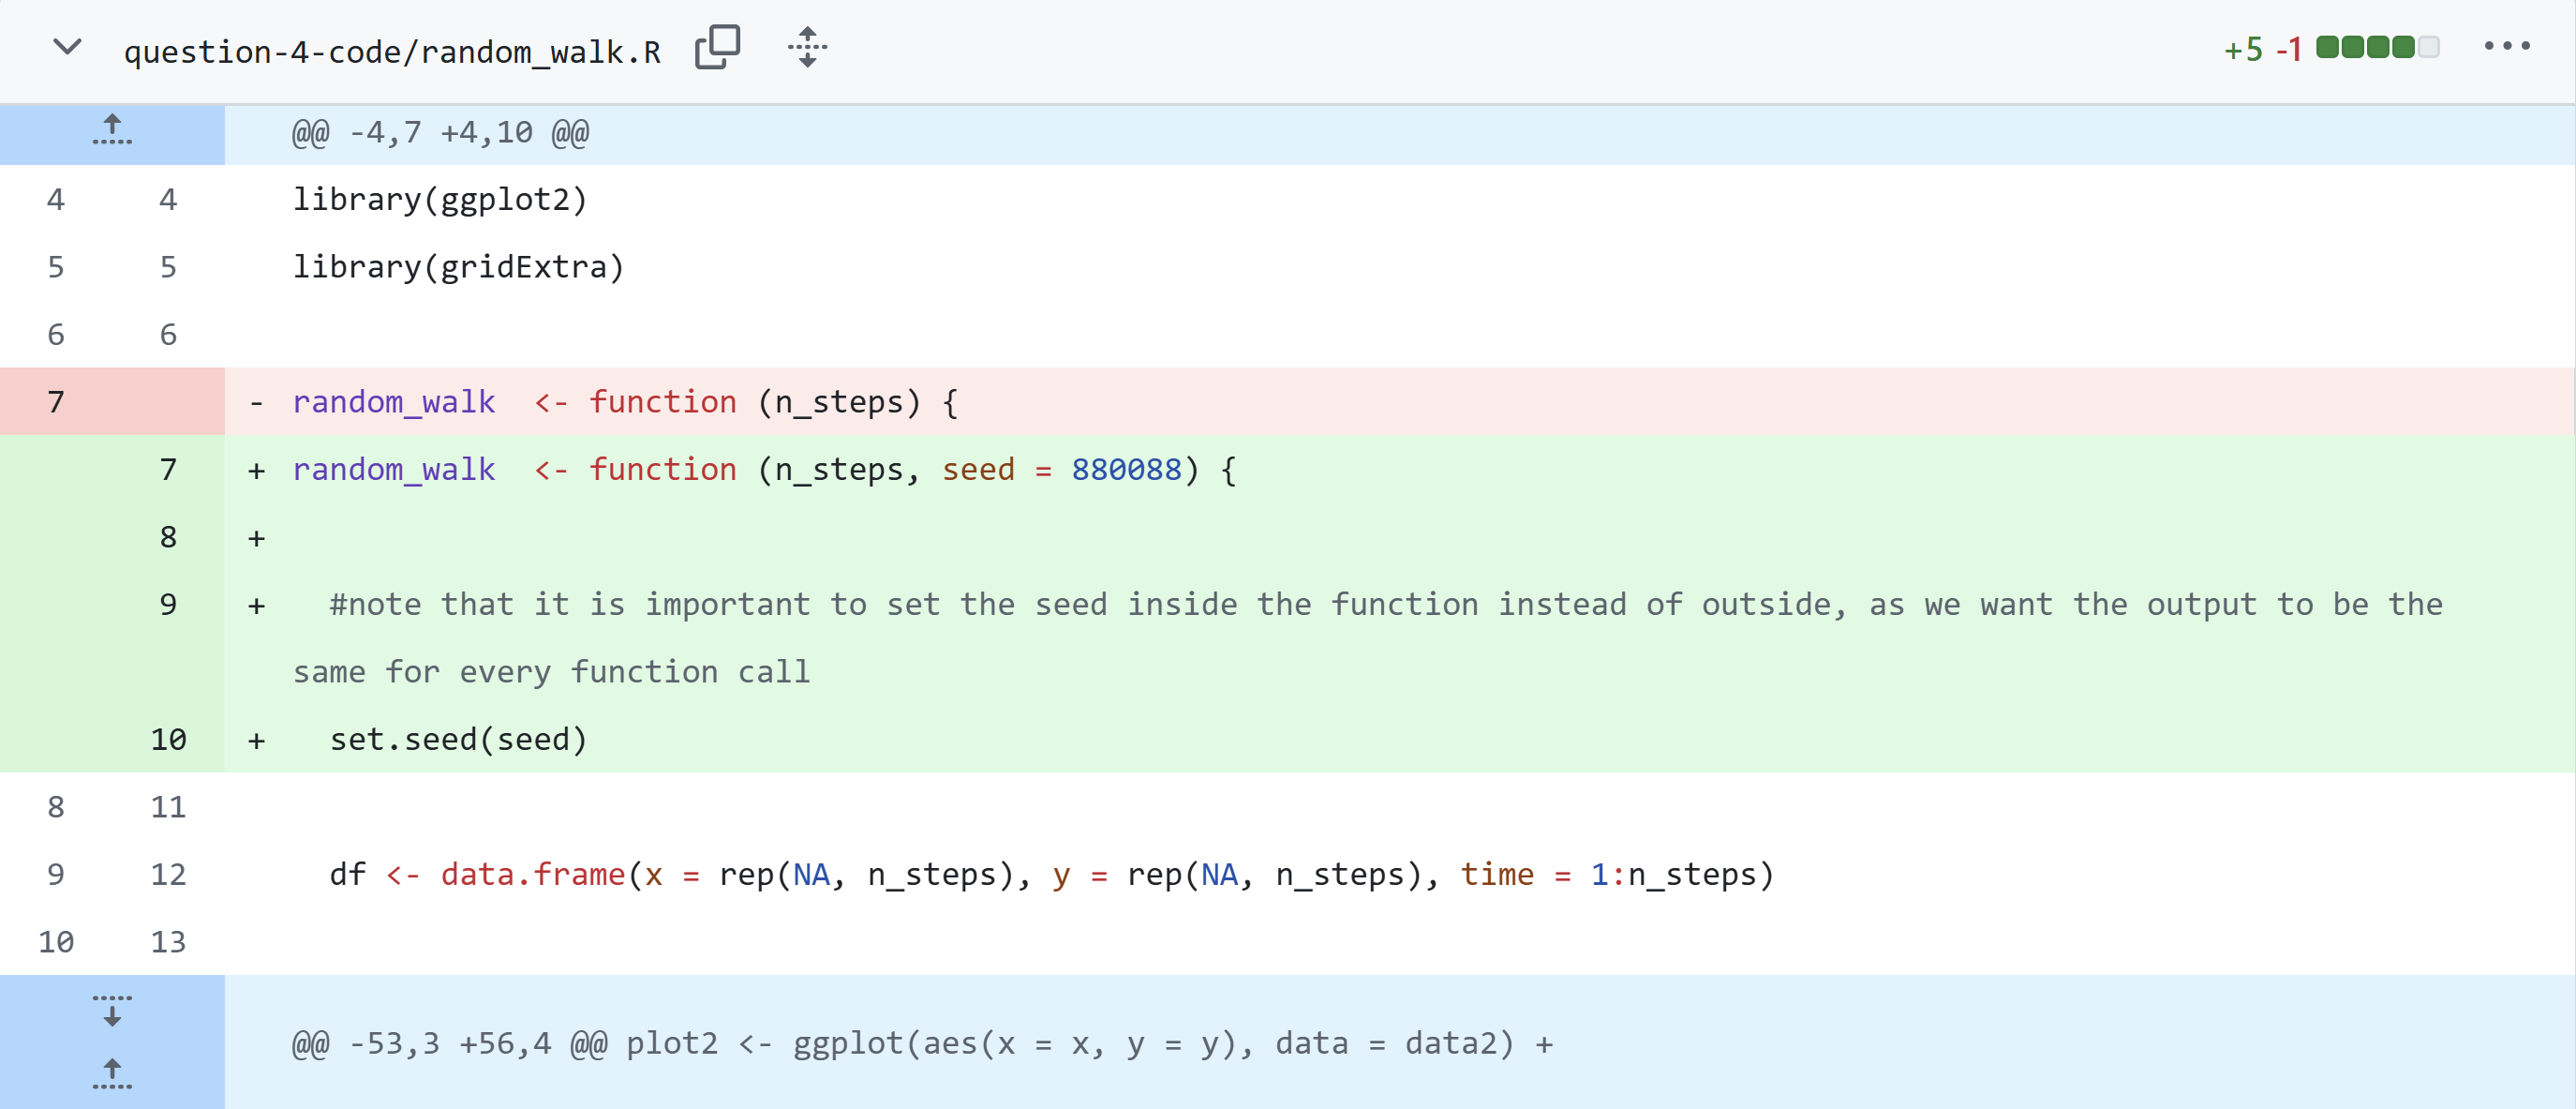 question-4-code/random_walk.R +5 -1
@@ -4,7 +4,10 @@
4 4 library(ggplot2)
5 5 library(gridExtra)
6 6
7 - random_walk  <- function (n_steps) {
7 + random_walk  <- function (n_steps, seed = 880088) {
8 +
9 +   #note that it is important to set the seed inside the function instead of outside, as we want the output to be the
same for every function call
10 +   set.seed(seed)
8 11
9 12   df <- data.frame(x = rep(NA, n_steps), y = rep(NA, n_steps), time = 1:n_steps)
10 13
@@ -53,3 +56,4 @@ plot2 <- ggplot(aes(x = x, y = y), data = data2) +